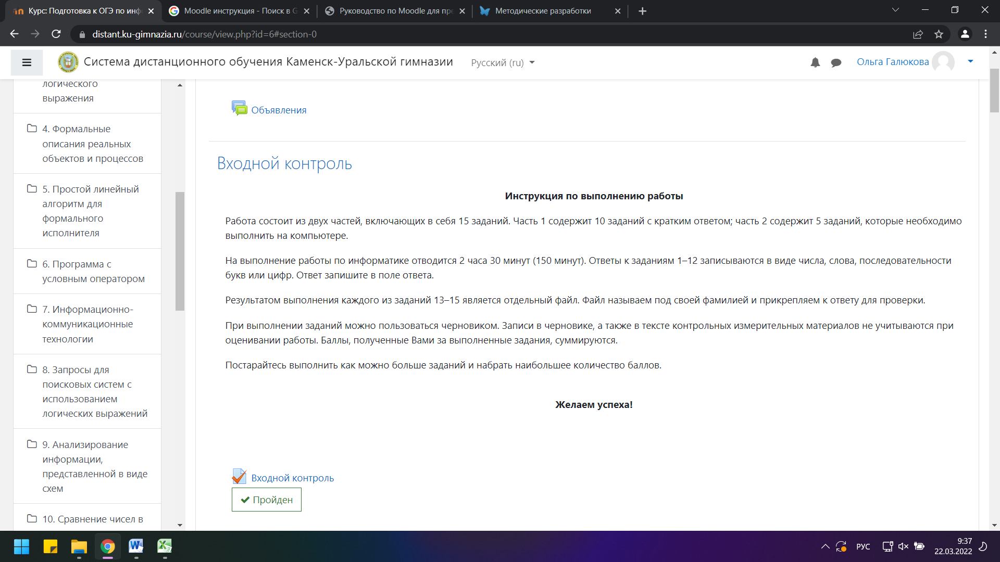 Курс: Подготовка к ОГЭ по инф
Moodle инструкция - Поиск в G
Руководство по Moodle для пре
Методические разработки
distant.ku-gimnazia.ru/course/view.php?id=6#section-0
Система дистанционного обучения Каменск-Уральской гимназии
Русский (ru)
Ольга Галюкова
логического
выражения
4. Формальные
описания реальных
объектов и процессов
5. Простой линейный
алгоритм для
формального
исполнителя
6. Программа с
условным оператором
7. Информационно-
коммуникационные
технологии
8. Запросы для
поисковых систем с
использованием
логических выражений
9. Анализирование
информации,
представленной в виде
схем
10. Сравнение чисел в
Объявления
Входной контроль
Инструкция по выполнению работы
Работа состоит из двух частей, включающих в себя 15 заданий. Часть 1 содержит 10 заданий с кратким ответом; часть 2 содержит 5 заданий, которые необходимо
выполнить на компьютере.
На выполнение работы по информатике отводится 2 часа 30 минут (150 минут). Ответы к заданиям 1–12 записываются в виде числа, слова, последовательности
букв или цифр. Ответ запишите в поле ответа.
Результатом выполнения каждого из заданий 13–15 является отдельный файл. Файл называем под своей фамилией и прикрепляем к ответу для проверки.
При выполнении заданий можно пользоваться черновиком. Записи в черновике, а также в тексте контрольных измерительных материалов не учитываются при
оценивании работы. Баллы, полученные Вами за выполненные задания, суммируются.
Постарайтесь выполнить как можно больше заданий и набрать наибольшее количество баллов.
Желаем успеха!
Входной контроль
Пройден
РУС
9:37
22.03.2022